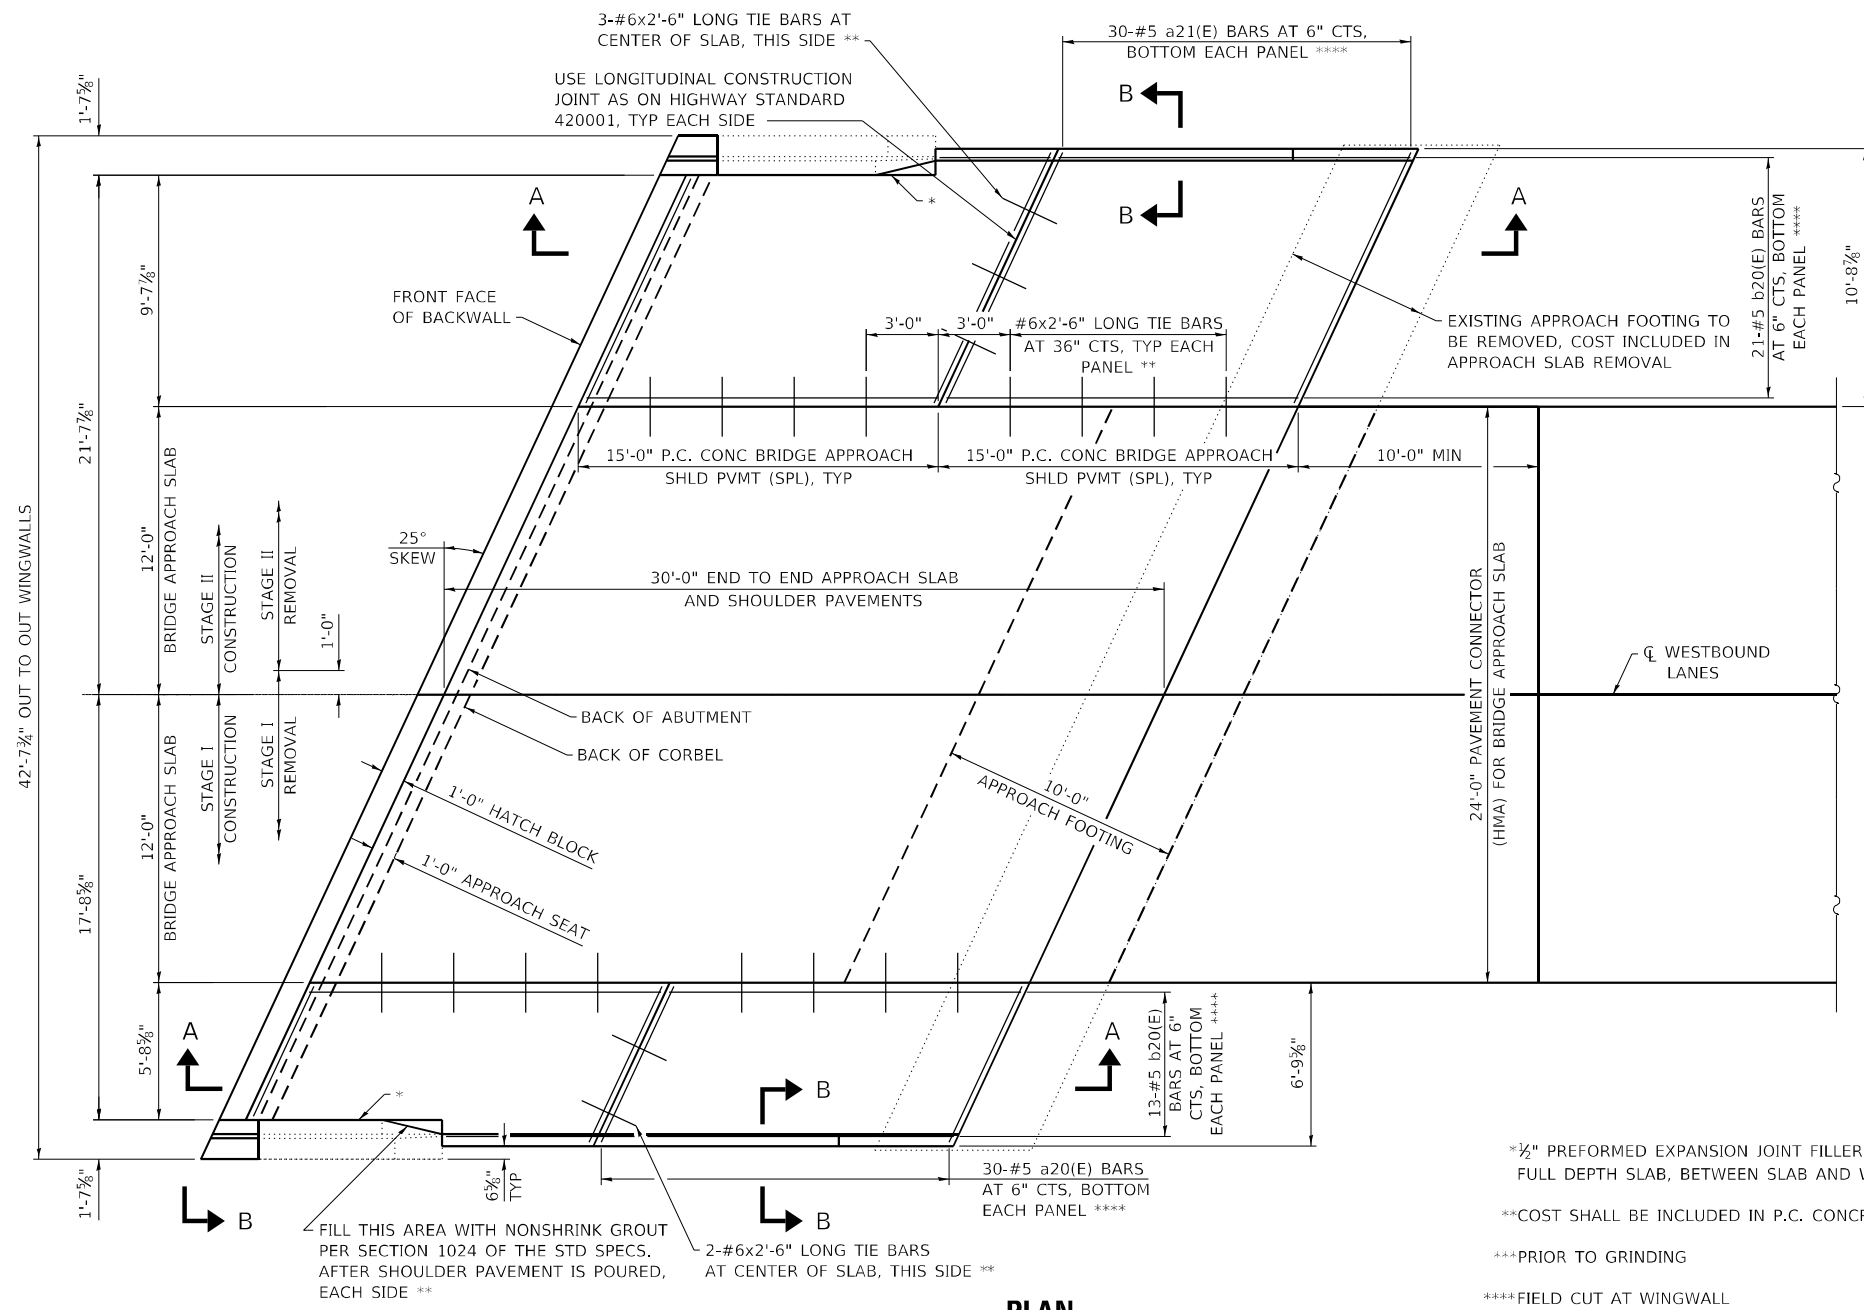 3-#6x2'-6" LONG TIE BARS AT
CENTER OF SLAB, THIS SIDE **
30-#5 a21(E) BARS AT 6" CTS,
BOTTOM EACH PANEL ****
USE LONGITUDINAL CONSTRUCTION
JOINT AS ON HIGHWAY STANDARD
420001, TYP EACH SIDE
B
B
1'-7⅝"
A
A
*
21-#5 b20(E) BARS
AT 6" CTS, BOTTOM
EACH PANEL ****
10'-8⅞"
9'-7⅞"
FRONT FACE
OF BACKWALL
3'-0"
3'-0"
#6x2'-6" LONG TIE BARS
AT 36" CTS, TYP EACH
PANEL **
EXISTING APPROACH FOOTING TO
BE REMOVED, COST INCLUDED IN
APPROACH SLAB REMOVAL
21'-7⅞"
15'-0" P.C. CONC BRIDGE APPROACH
SHLD PVMT (SPL), TYP
15'-0" P.C. CONC BRIDGE APPROACH
SHLD PVMT (SPL), TYP
10'-0" MIN
42'-7¾" OUT TO OUT WINGWALLS
12'-0"
BRIDGE APPROACH SLAB
STAGE II
CONSTRUCTION
STAGE II
REMOVAL
1'-0"
25°
SKEW
30'-0" END TO END APPROACH SLAB
AND SHOULDER PAVEMENTS
24'-0" PAVEMENT CONNECTOR
(HMA) FOR BRIDGE APPROACH SLAB
℄ WESTBOUND
LANES
BACK OF ABUTMENT
BACK OF CORBEL
17'-8⅝"
12'-0"
BRIDGE APPROACH SLAB
STAGE I
CONSTRUCTION
STAGE I
REMOVAL
1'-0" HATCH BLOCK
1'-0" APPROACH SEAT
10'-0"
APPROACH FOOTING
5'-8⅝"
A
A
*
B
B
13-#5 b20(E)
BARS AT 6"
CTS, BOTTOM
EACH PANEL ****
6'-9⅝"
1'-7⅝"
6⅝"
TYP
B
B
30-#5 a20(E) BARS
AT 6" CTS, BOTTOM
EACH PANEL ****
FILL THIS AREA WITH NONSHRINK GROUT
PER SECTION 1024 OF THE STD SPECS.
AFTER SHOULDER PAVEMENT IS POURED,
EACH SIDE **
2-#6x2'-6" LONG TIE BARS
AT CENTER OF SLAB, THIS SIDE **
*½" PREFORMED EXPANSION JOINT FILLER
FULL DEPTH SLAB, BETWEEN SLAB AND
**COST SHALL BE INCLUDED IN P.C.
***PRIOR TO GRINDING
****FIELD CUT AT WINGWALL
PLAN